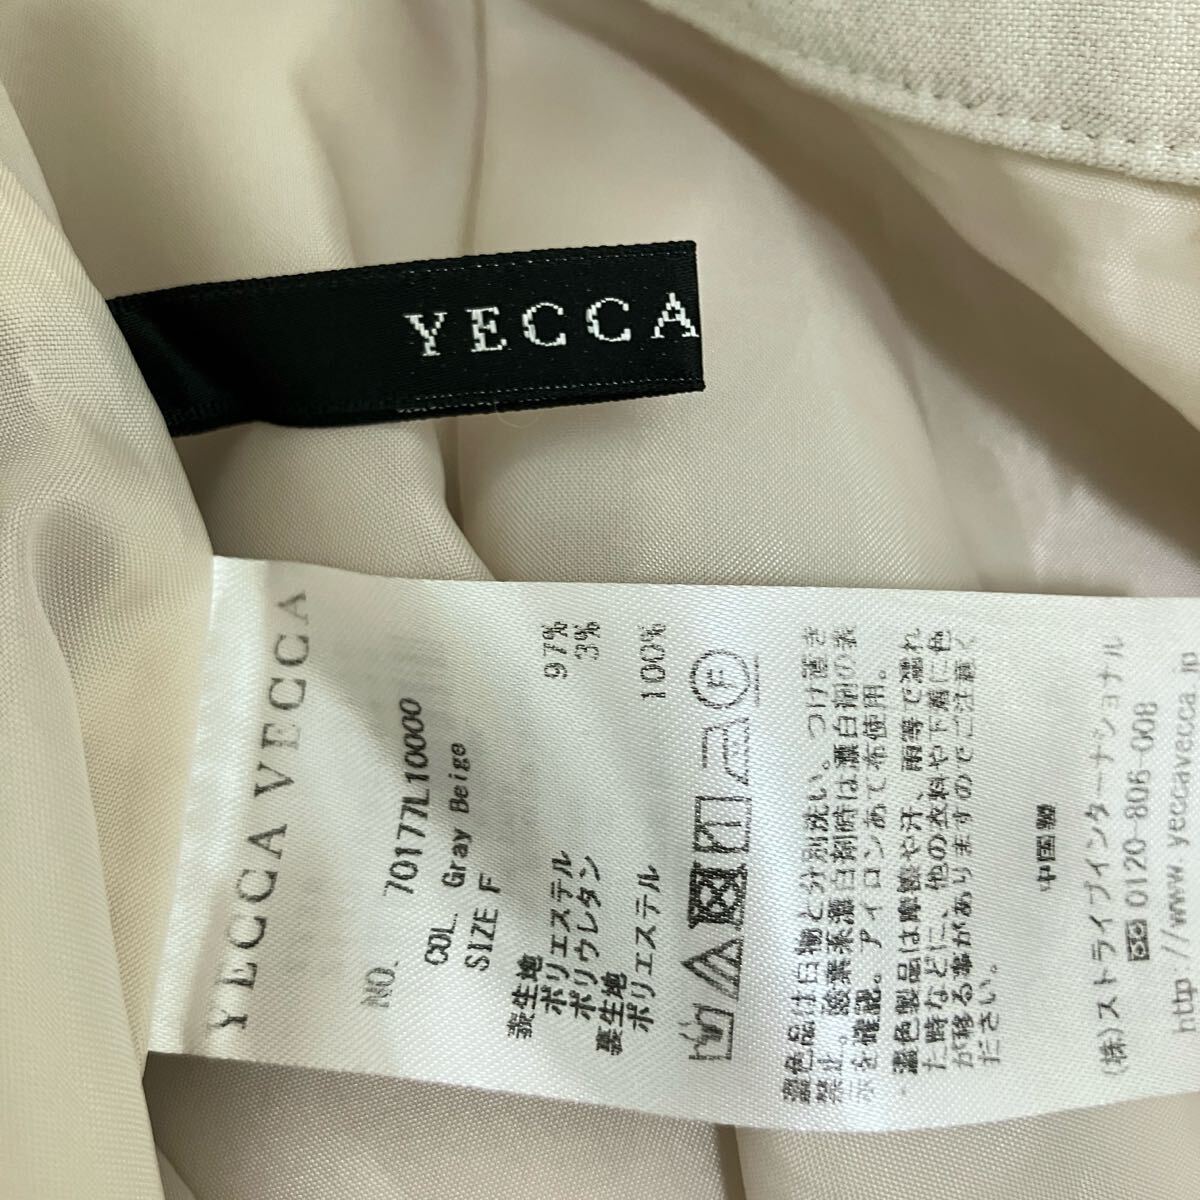 YECCA
YECCA VECCA
NO. 70177L10000
COL. Gray Beige
SIZE F
表生地
ポリエステル 97%
ポリウレタン 3%
裏生地
ポリエステル 100%
F
濃色品は白物と分別洗い。つけ置き
禁止。酸素系漂白剤時は漂白剤の表
示を確認。アイロンあて布使用。
・濃色製品は摩擦や汗、雨等で濡れ
た時などに、他の衣料や下着に色
が移る事がありますのでご注意く
ださい。
中国製
(株)ストライプインターナショナル
0120-806-008
http://www.yeccavecca.jp